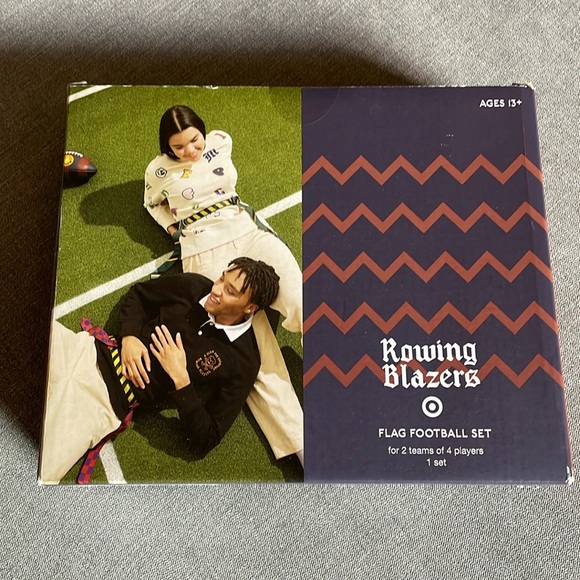 AGES 13+
Rowing
Blazers
FLAG FOOTBALL SET
for 2 teams of 4 players
1 set